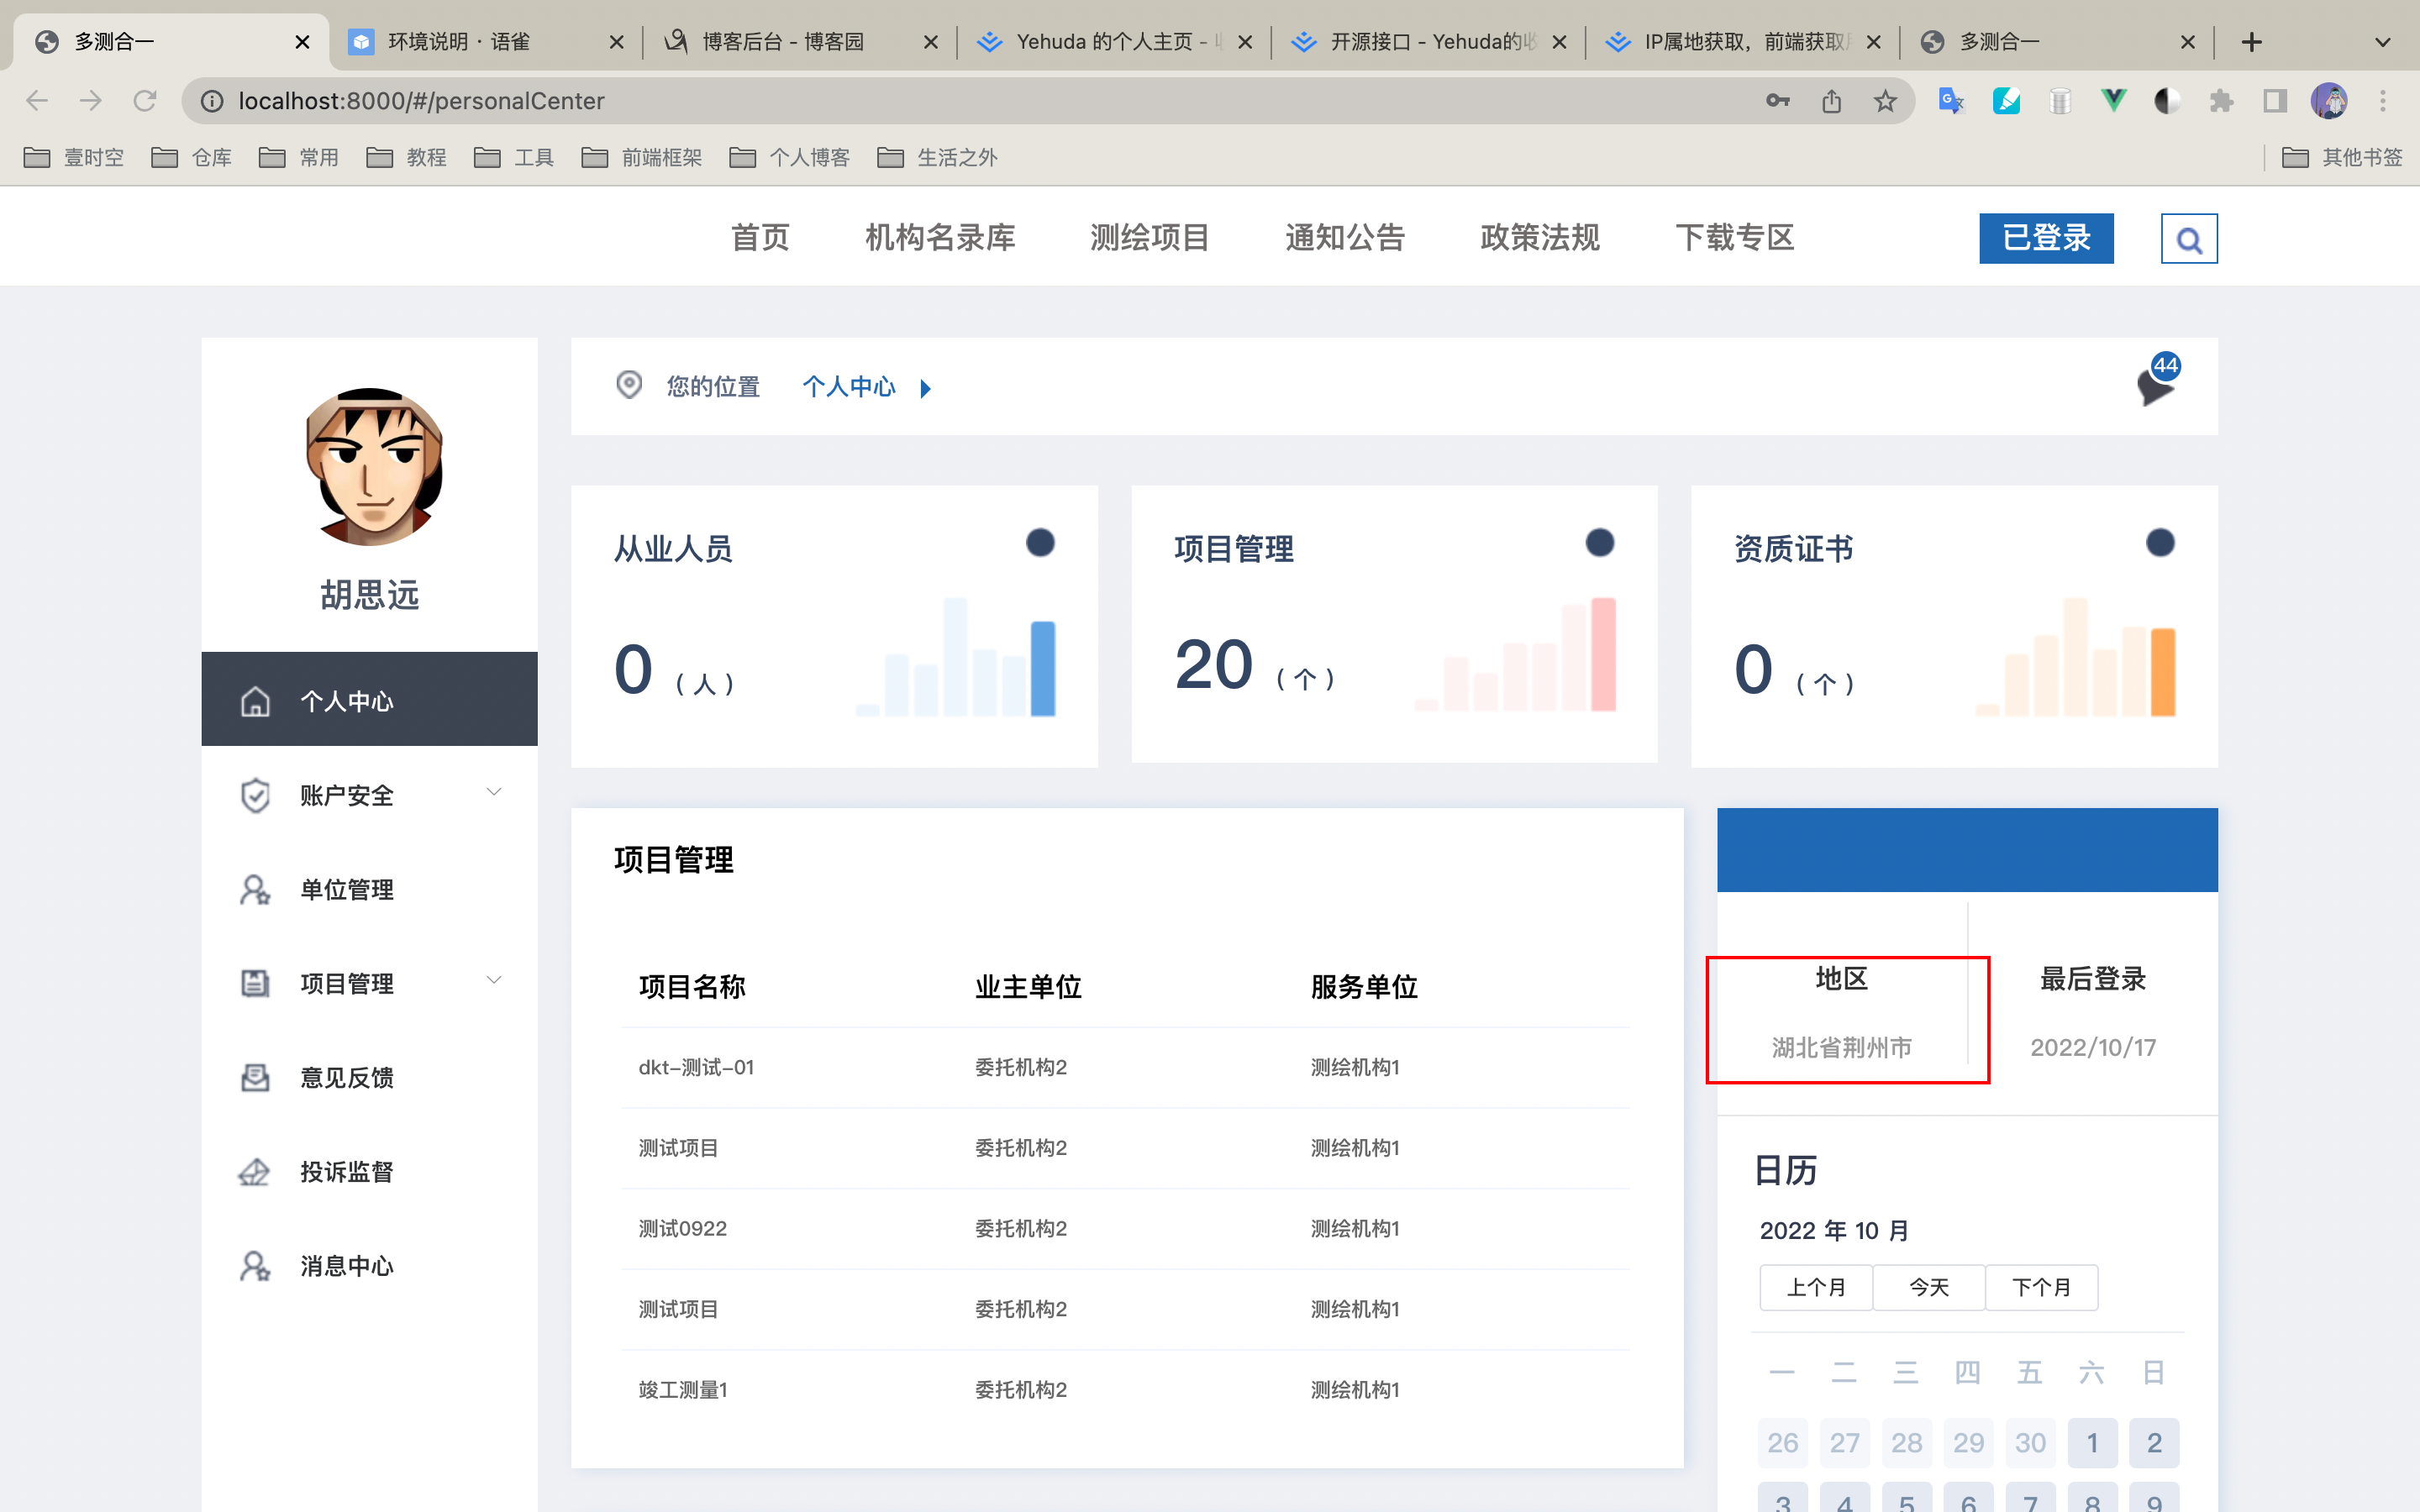 多测合一
环境说明 · 语雀
博客后台 - 博客园
Yehuda 的个人主页 -
开源接口 - Yehuda的收
IP属地获取，前端获取
多测合一
localhost:8000/#/personalCenter
壹时空
仓库
常用
教程
工具
前端框架
个人博客
生活之外
其他书签
首页
机构名录库
测绘项目
通知公告
政策法规
下载专区
已登录
胡思远
个人中心
账户安全
单位管理
项目管理
意见反馈
投诉监督
消息中心
您的位置
个人中心
44
从业人员
0 （人）
项目管理
20 （个）
资质证书
0 （个）
项目管理
项目名称 业主单位 服务单位
dkt-测试-01 委托机构2 测绘机构1
测试项目 委托机构2 测绘机构1
测试0922 委托机构2 测绘机构1
测试项目 委托机构2 测绘机构1
竣工测量1 委托机构2 测绘机构1
地区
湖北省荆州市
最后登录
2022/10/17
日历
2022 年 10 月
上个月 今天 下个月
一 二 三 四 五 六 日
26 27 28 29 30 1 2
3 4 5 6 7 8 9